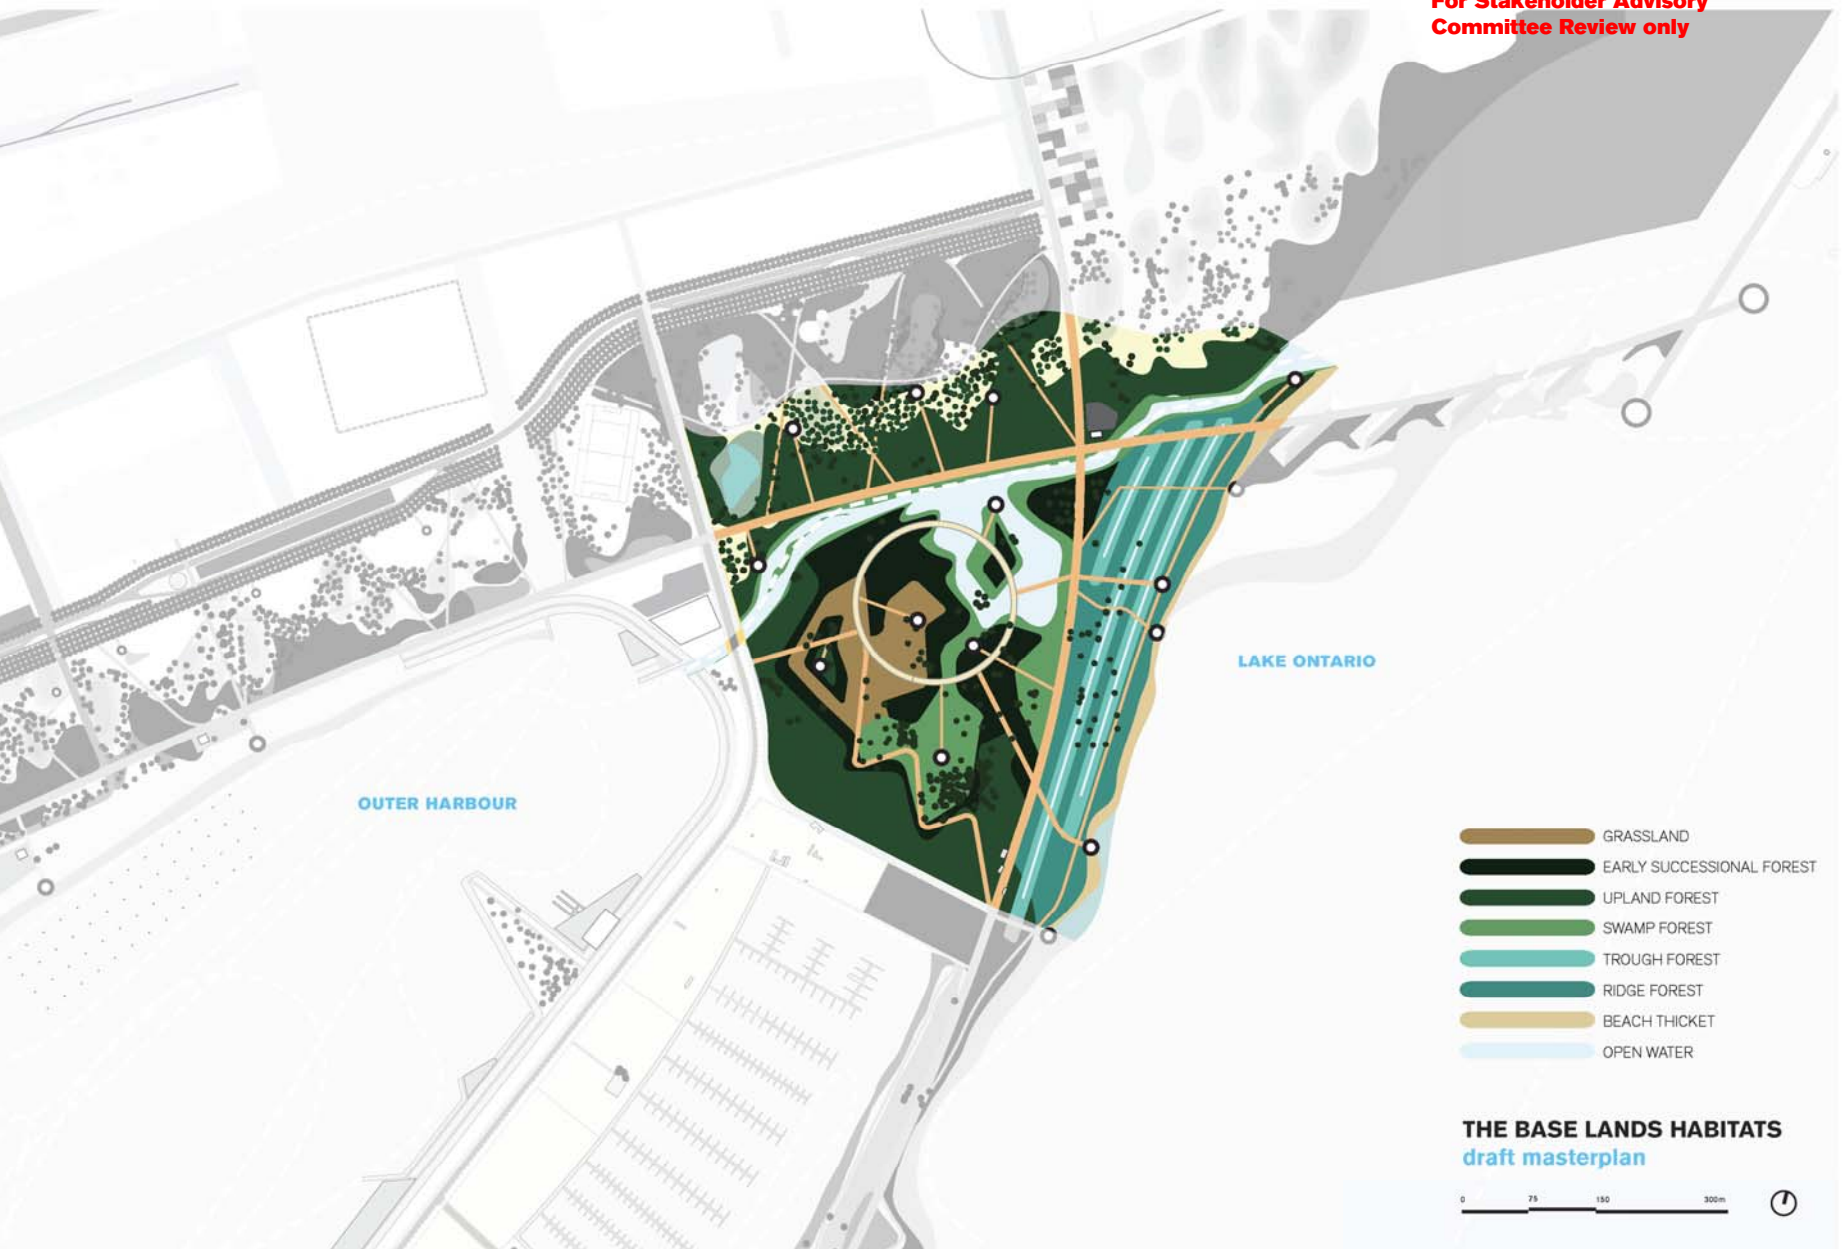 For Stakeholder Advisory
Committee Review only
LAKE ONTARIO
OUTER HARBOUR
GRASSLAND
EARLY SUCCESSIONAL FOREST
UPLAND FOREST
SWAMP FOREST
TROUGH FOREST
RIDGE FOREST
BEACH THICKET
OPEN WATER
THE BASE LANDS HABITATS
draft masterplan
0 75 150 300m